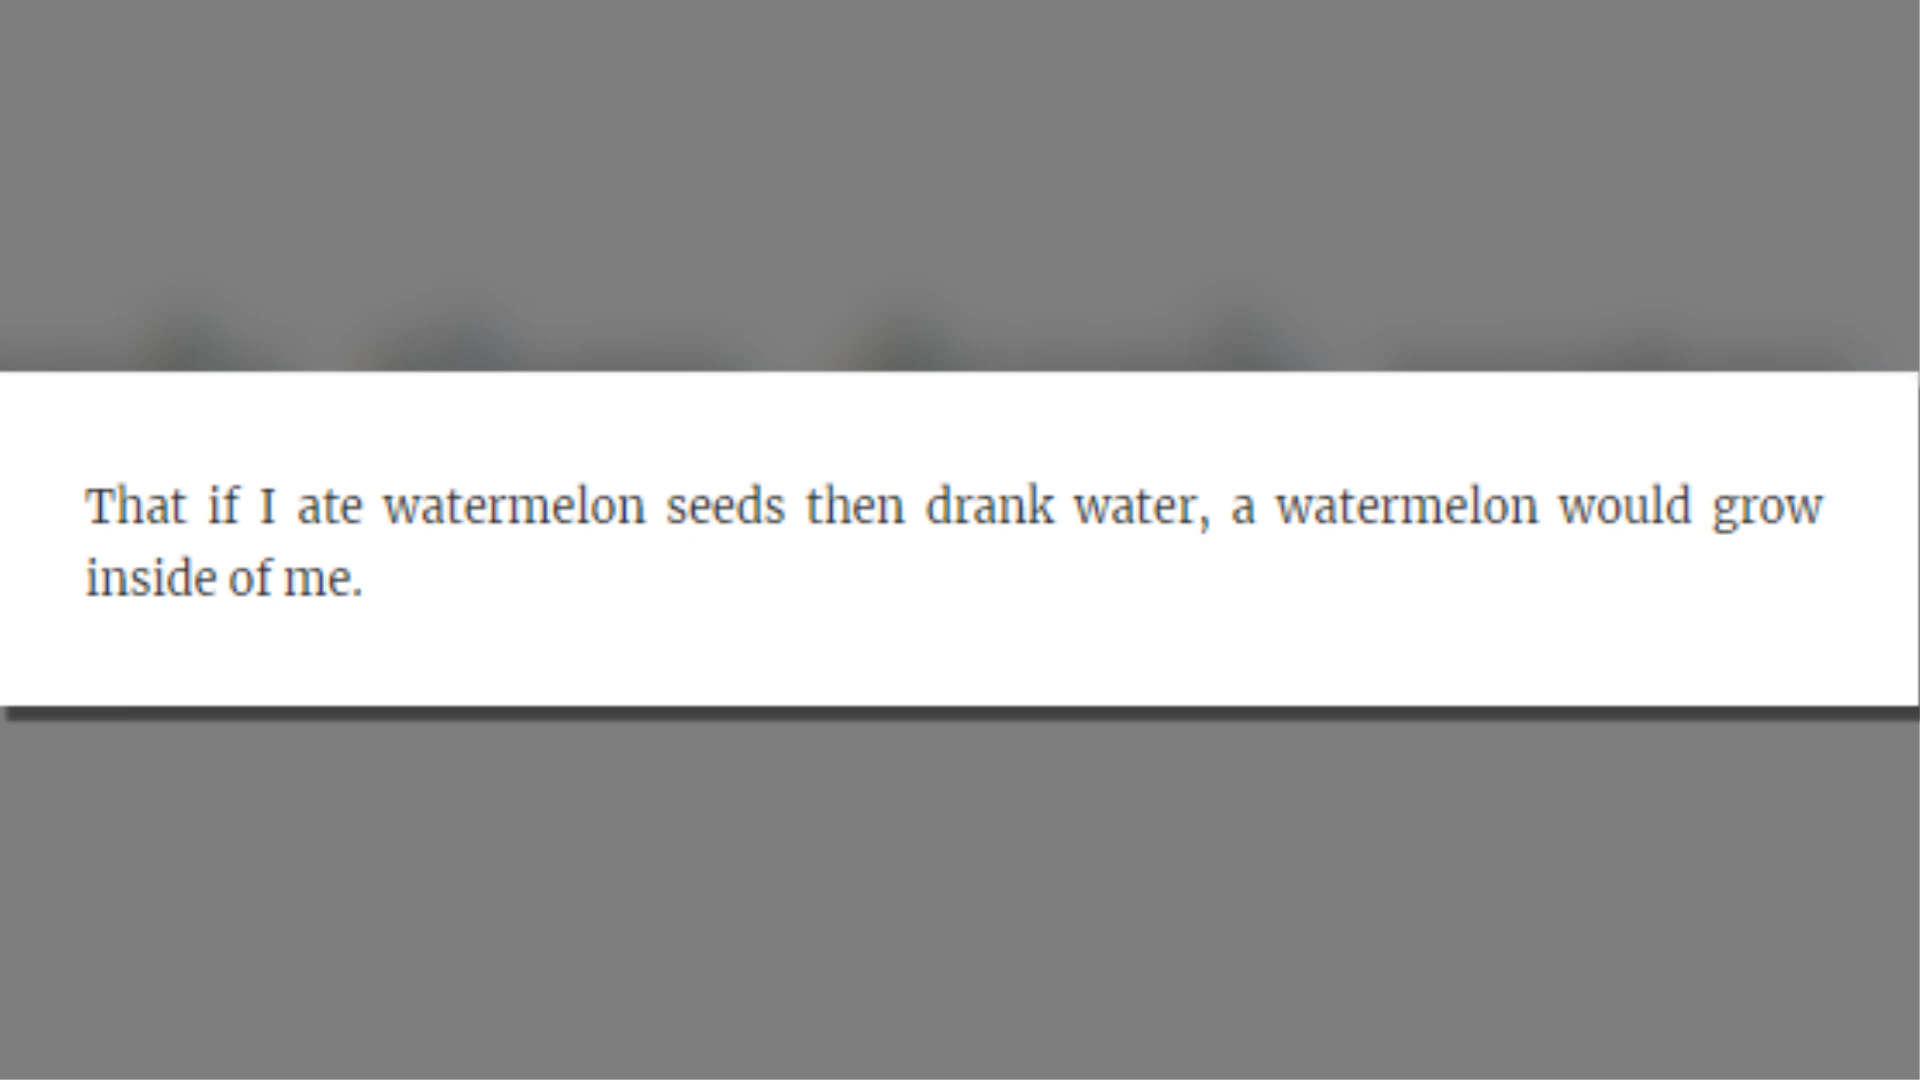 That if I ate watermelon seeds then drank water, a watermelon would grow
inside of me.